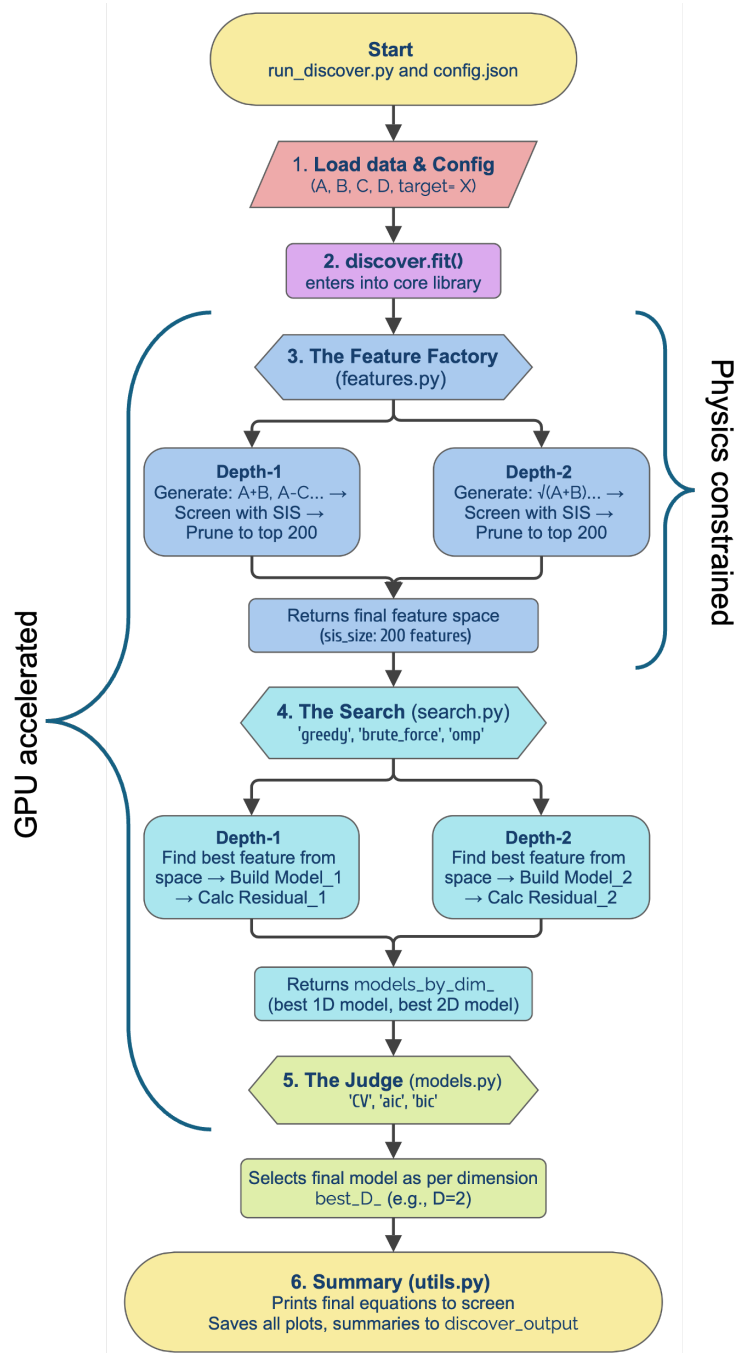 Start
run_discover.py and config.json
1. Load data & Config
(A, B, C, D, target= X)
2. discover.fit()
enters into core library
3. The Feature Factory
(features.py)
Depth-1
Generate: A+B, A-C... →
Screen with SIS →
Prune to top 200
Depth-2
Generate: √(A+B)... →
Screen with SIS →
Prune to top 200
Returns final feature space
(sis_size: 200 features)
Physics constrained
GPU accelerated
4. The Search (search.py)
'greedy', 'brute_force', 'omp'
Depth-1
Find best feature from
space → Build Model_1
→ Calc Residual_1
Depth-2
Find best feature from
space → Build Model_2
→ Calc Residual_2
Returns models_by_dim_
(best 1D model, best 2D model)
5. The Judge (models.py)
'CV', 'aic', 'bic'
Selects final model as per dimension
best_D_ (e.g., D=2)
6. Summary (utils.py)
Prints final equations to screen
Saves all plots, summaries to discover_output